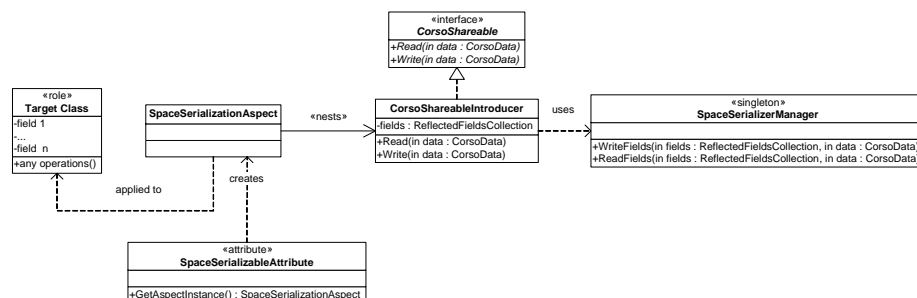 «interface»
CorsoShareable
+Read(in data : CorsoData)
+Write(in data : CorsoData)
«role»
Target Class
-field 1
-...
-field n
+any operations()
SpaceSerializationAspect
«nests»
CorsoShareableIntroducer
-fields : ReflectedFieldsCollection
+Read(in data : CorsoData)
+Write(in data : CorsoData)
uses
«singleton»
SpaceSerializerManager
+WriteFields(in fields : ReflectedFieldsCollection, in data : CorsoData)
+ReadFields(in fields : ReflectedFieldsCollection, in data : CorsoData)
applied to
creates
«attribute»
SpaceSerializableAttribute
+GetAspectInstance() : SpaceSerializationAspect